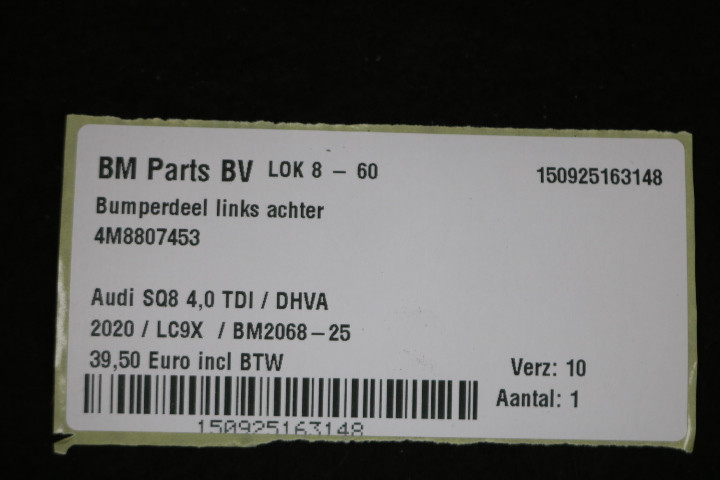 BM Parts BV LOK 8 – 60 150925163148
Bumperdeel links achter
4M8807453
Audi SQ8 4,0 TDI / DHVA
2020 / LC9X / BM2068–25
39,50 Euro incl BTW
Verz: 10
Aantal: 1
150925163148